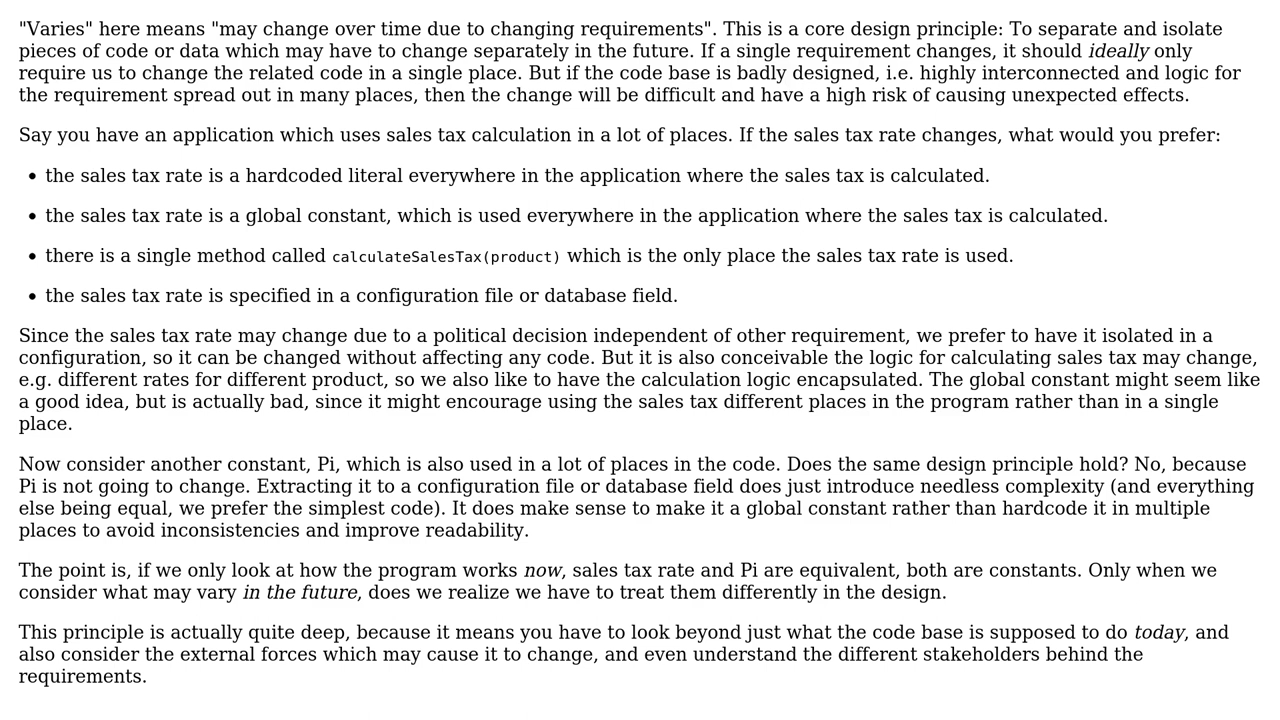 "Varies" here means "may change over time due to changing requirements". This is a core design principle: To separate and isolate
pieces of code or data which may have to change separately in the future. If a single requirement changes, it should ideally only
require us to change the related code in a single place. But if the code base is badly designed, i.e. highly interconnected and logic for
the requirement spread out in many places, then the change will be difficult and have a high risk of causing unexpected effects.
Say you have an application which uses sales tax calculation in a lot of places. If the sales tax rate changes, what would you prefer:
• the sales tax rate is a hardcoded literal everywhere in the application where the sales tax is calculated.
• the sales tax rate is a global constant, which is used everywhere in the application where the sales tax is calculated.
• there is a single method called calculateSalesTax(product) which is the only place the sales tax rate is used.
• the sales tax rate is specified in a configuration file or database field.
Since the sales tax rate may change due to a political decision independent of other requirement, we prefer to have it isolated in a
configuration, so it can be changed without affecting any code. But it is also conceivable the logic for calculating sales tax may change,
e.g. different rates for different product, so we also like to have the calculation logic encapsulated. The global constant might seem like
a good idea, but is actually bad, since it might encourage using the sales tax different places in the program rather than in a single
place.
Now consider another constant, Pi, which is also used in a lot of places in the code. Does the same design principle hold? No, because
Pi is not going to change. Extracting it to a configuration file or database field does just introduce needless complexity (and everything
else being equal, we prefer the simplest code). It does make sense to make it a global constant rather than hardcode it in multiple
places to avoid inconsistencies and improve readability.
The point is, if we only look at how the program works now, sales tax rate and Pi are equivalent, both are constants. Only when we
consider what may vary in the future, does we realize we have to treat them differently in the design.
This principle is actually quite deep, because it means you have to look beyond just what the code base is supposed to do today, and
also consider the external forces which may cause it to change, and even understand the different stakeholders behind the
requirements.